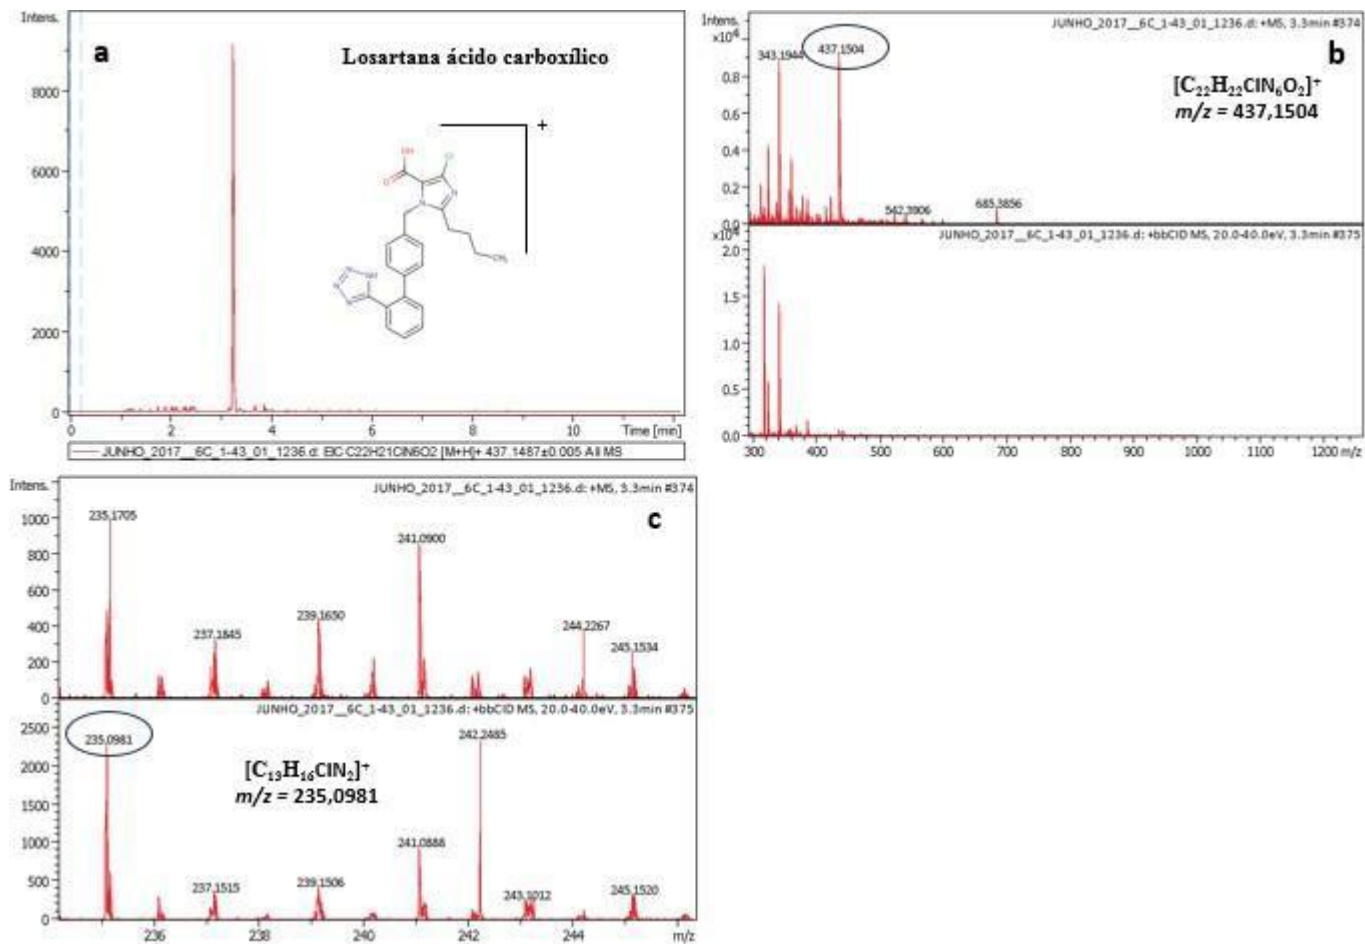 Intens.
a
Losartana ácido carboxílico
+
OH
O
Cl
N
N
CH₃
N
NH
N
N
8000
6000
4000
2000
0
0 2 4 6 8 10 Time [min]
JUNHO_2017__6C_1-43_01_1236.d: EIC C22H21ClN6O2 [M+H]+ 437.1487±0.005 All MS
Intens.
x10⁴
JUNHO_2017__6C_1-43_01_1236.d: +MS, 3.3min #374
b
343.1944
437.1504
[C₂₂H₂₂ClN₆O₂]⁺
m/z = 437,1504
0.8
0.6
0.4
0.2
0.0
542.3906
685.3856
x10⁴
JUNHO_2017__6C_1-43_01_1236.d: +bbCID MS, 20.0-40.0eV, 3.3min #375
2.0
1.5
1.0
0.5
0.0
300 400 500 600 700 800 900 1000 1100 1200 m/z
Intens.
JUNHO_2017__6C_1-43_01_1236.d: +MS, 3.3min #374
c
1000
800
600
400
200
0
235.1705
237.1845
239.1650
241.0900
244.2267
245.1534
JUNHO_2017__6C_1-43_01_1236.d: +bbCID MS, 20.0-40.0eV, 3.3min #375
2500
2000
1500
1000
500
0
235.0981
[C₁₃H₁₆ClN₂]⁺
m/z = 235,0981
237.1515
239.1506
241.0888
242.2485
243.1012
245.1520
236 238 240 242 244 m/z